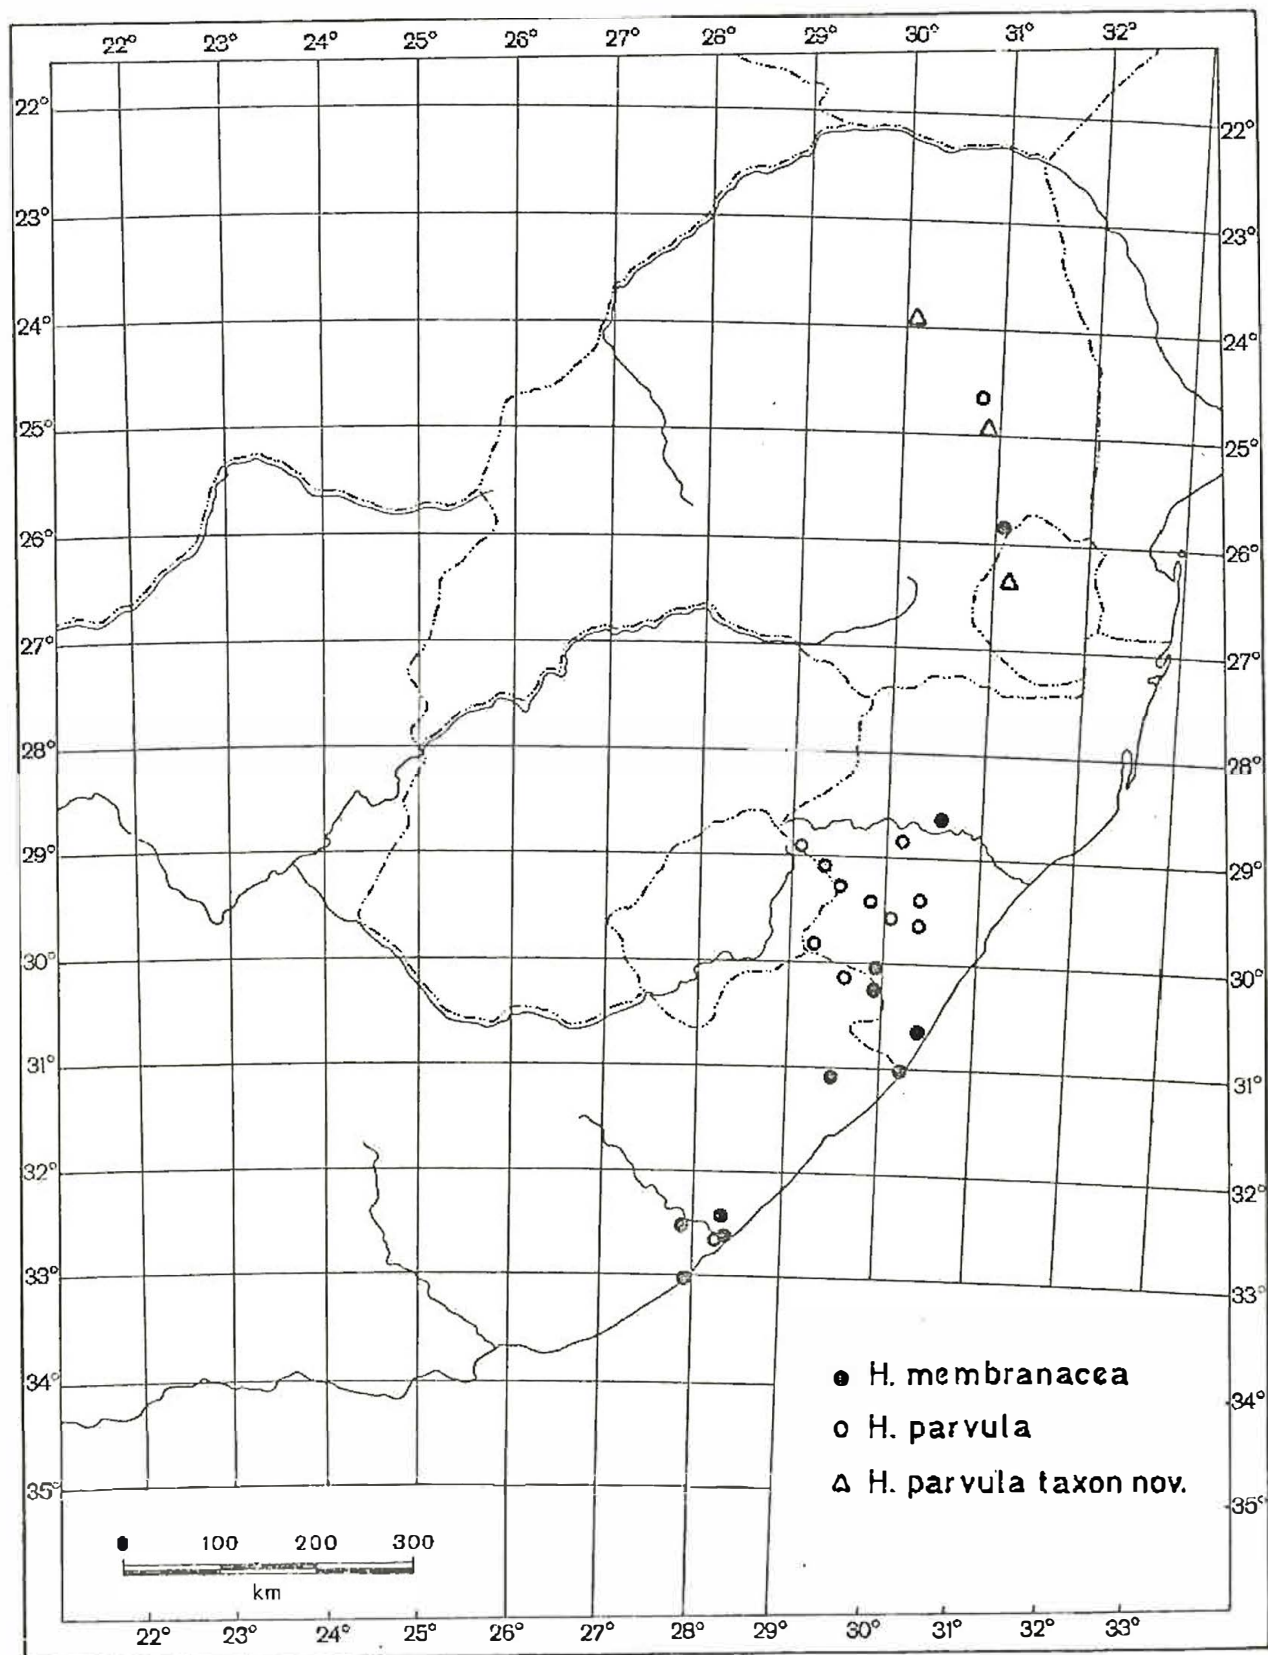 22° 23° 24° 25° 26° 27° 28° 29° 30° 31° 32°
22° 22°
23° 23°
24° 24°
25° 25°
26° 26°
27° 27°
28° 28°
29° 29°
30° 30°
31° 31°
32° 32°
33° 33°
● H. membranacea
34° 34°
○ H. parvula
△ H. parvula taxon nov.
35° 35°
0 100 200 300
km
22° 23° 24° 25° 26° 27° 28° 29° 30° 31° 32° 33°